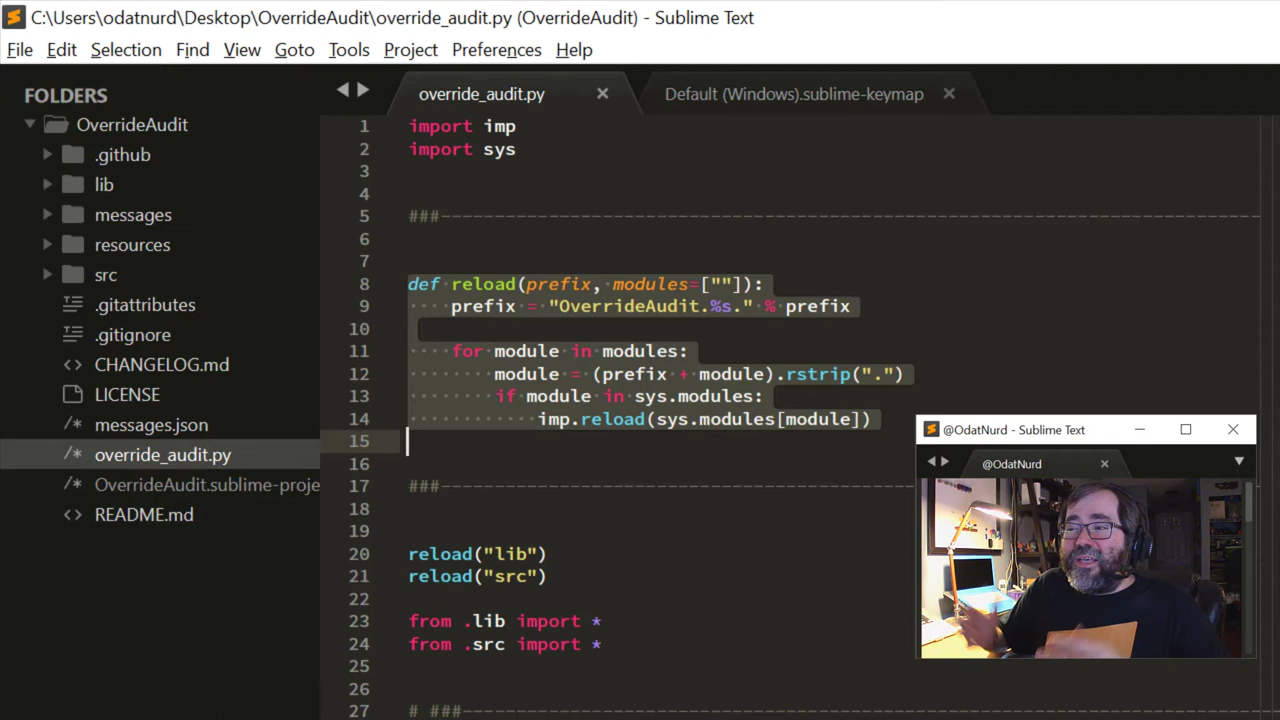 C:\Users\odatnurd\Desktop\OverrideAudit\override_audit.py (OverrideAudit) - Sublime Text
File Edit Selection Find View Goto Tools Project Preferences Help
FOLDERS
OverrideAudit
.github
lib
messages
resources
src
.gitattributes
.gitignore
CHANGELOG.md
LICENSE
messages.json
override_audit.py
OverrideAudit.sublime-proje
README.md
override_audit.py
Default (Windows).sublime-keymap
1 import imp
2 import sys
3
4
5 ###----------------------------------------------------------------------------
6
7
8 def reload(prefix, modules=[""]):
9 ····prefix = "OverrideAudit.%s." % prefix
10
11 ····for module in modules:
12 ········module = (prefix + module).rstrip(".")
13 ········if module in sys.modules:
14 ············imp.reload(sys.modules[module])
15
16
17 ###--------------------------------------------
18
19
20 reload("lib")
21 reload("src")
22
23 from .lib import *
24 from .src import *
25
26
27 # ###------------------------------------------
@OdatNurd - Sublime Text
@OdatNurd